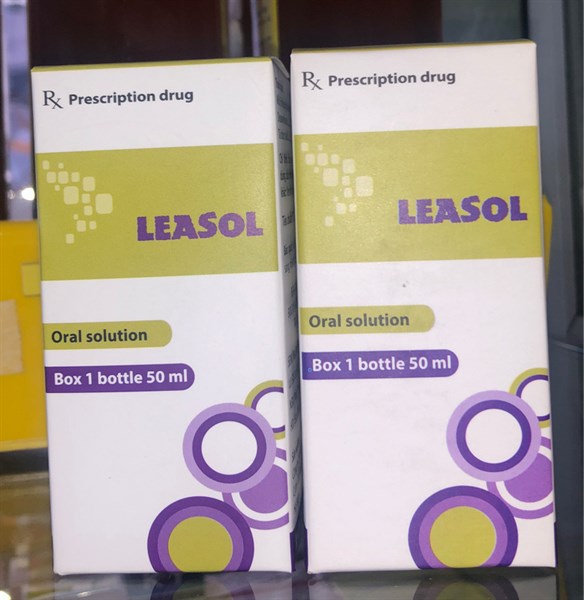 Rx Prescription drug
LEASOL
Oral solution
Box 1 bottle 50 ml
Rx Prescription drug
LEASOL
Oral solution
Box 1 bottle 50 ml